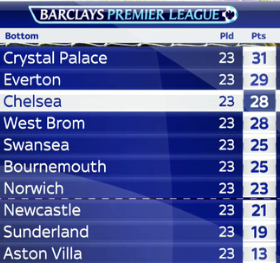 BARCLAYS PREMIER LEAGUE
Bottom Pld Pts
Crystal Palace 23 31
Everton 23 29
Chelsea 23 28
West Brom 23 28
Swansea 23 25
Bournemouth 23 25
Norwich 23 23
Newcastle 23 21
Sunderland 23 19
Aston Villa 23 13